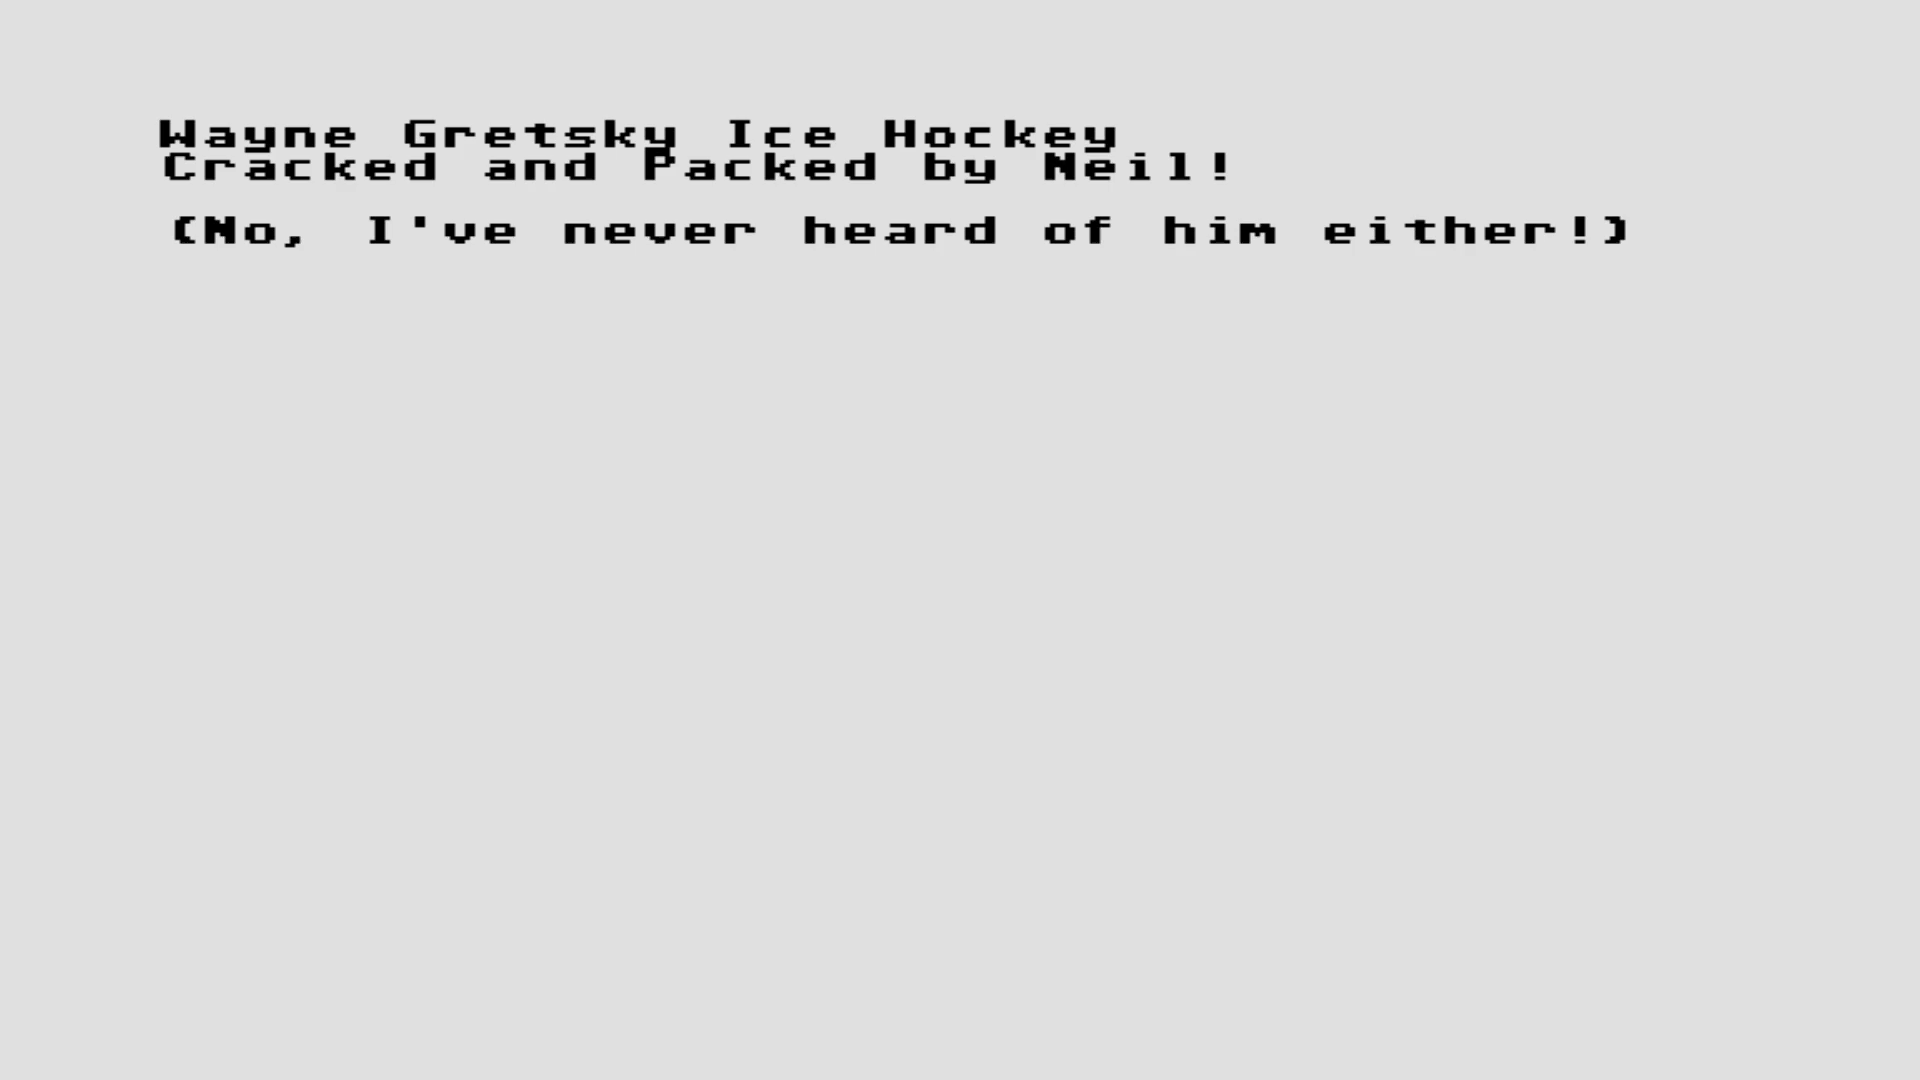 Wayne Gretsky Ice Hockey
Cracked and Packed by Neil!
(No, I've never heard of him either!)